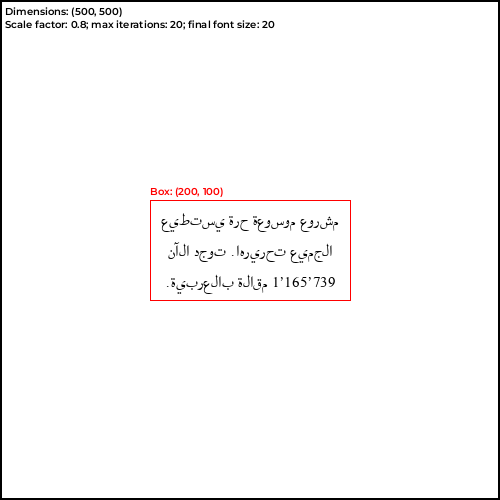 Dimensions: (500, 500)
Scale factor: 0.8; max iterations: 20; final font size: 20
Box: (200, 100)
مشروع موسوعة حرة يستطيع
الجميع تحريرها. توجد الآن
1’165’739 مقالة بالعربية.